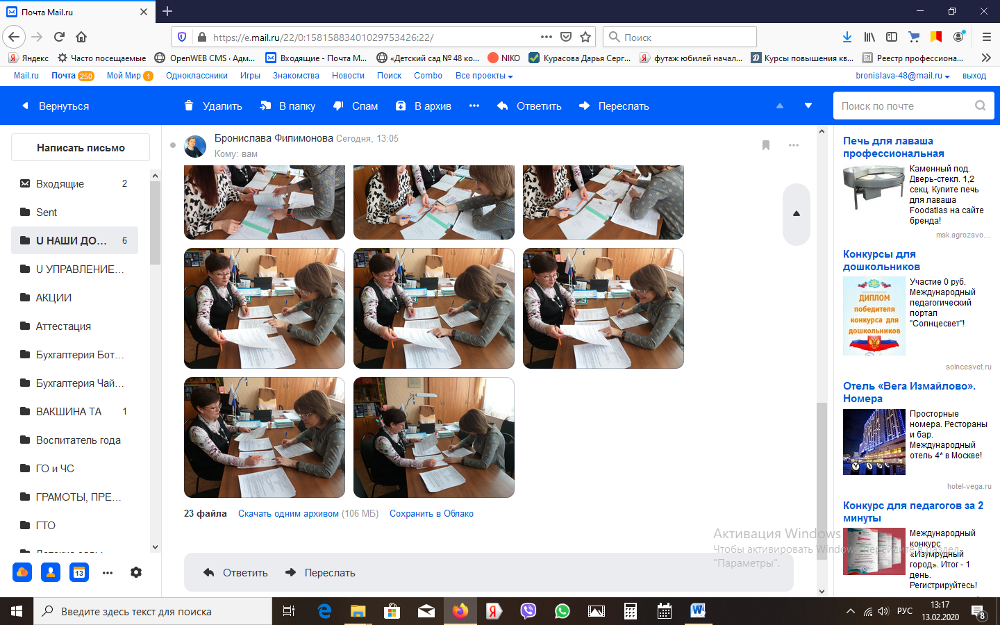 Почта Mail.ru
https://e.mail.ru/22/0:15815883401029753426:22/
Поиск
Яндекс
Часто посещаемые
OpenWEB CMS · Адм...
Входящие - Почта М...
«Детский сад № 48 ко...
NIKO
Курасова Дарья Серг...
футаж юбилей начал...
Курсы повышения кв...
Реестр профессиона...
Mail.ru
Почта 250
Мой Мир 1
Одноклассники
Игры
Знакомства
Новости
Поиск
Combo
Все проекты
bronislava-48@mail.ru
выход
Вернуться
Удалить
В папку
Спам
В архив
Ответить
Переслать
Поиск по почте
Написать письмо
Входящие 2
Sent
U НАШИ ДО... 6
U УПРАВЛЕНИЕ...
АКЦИИ
Аттестация
Бухгалтерия Бот...
Бухгалтерия Чай...
ВАКШИНА ТА 1
Воспитатель года
ГО и ЧС
ГРАМОТЫ, ПРЕ...
ГТО
13
Бронислава Филимонова Сегодня, 13:05
Кому: вам
23 файла Скачать одним архивом (106 МБ) Сохранить в Облако
Ответить
Переслать
Печь для лаваша
профессиональная
Каменный под.
Дверь-стекл. 1,2
секц. Купите печь
для лаваша
Foodatlas на сайте
бренда!
msk.agrozavo...
Конкурсы для
дошкольников
ДИПЛОМ
победителя
конкурса для
дошкольников
Участие 0 руб.
Международный
педагогический
портал
"Солнцесвет"!
solncesvet.ru
Отель «Вега Измайлово».
Номера
Просторные
номера. Рестораны
и бар.
Международный
отель 4* в Москве!
hotel-vega.ru
Конкурс для педагогов за 2
минуты
Международный
конкурс
«Изумрудный
город». Итог - 1
день.
Регистрируйтесь!
Активация Windows
Чтобы активировать Windows, перейдите в раздел
"Параметры".
Введите здесь текст для поиска
РУС
13:17
13.02.2020
8